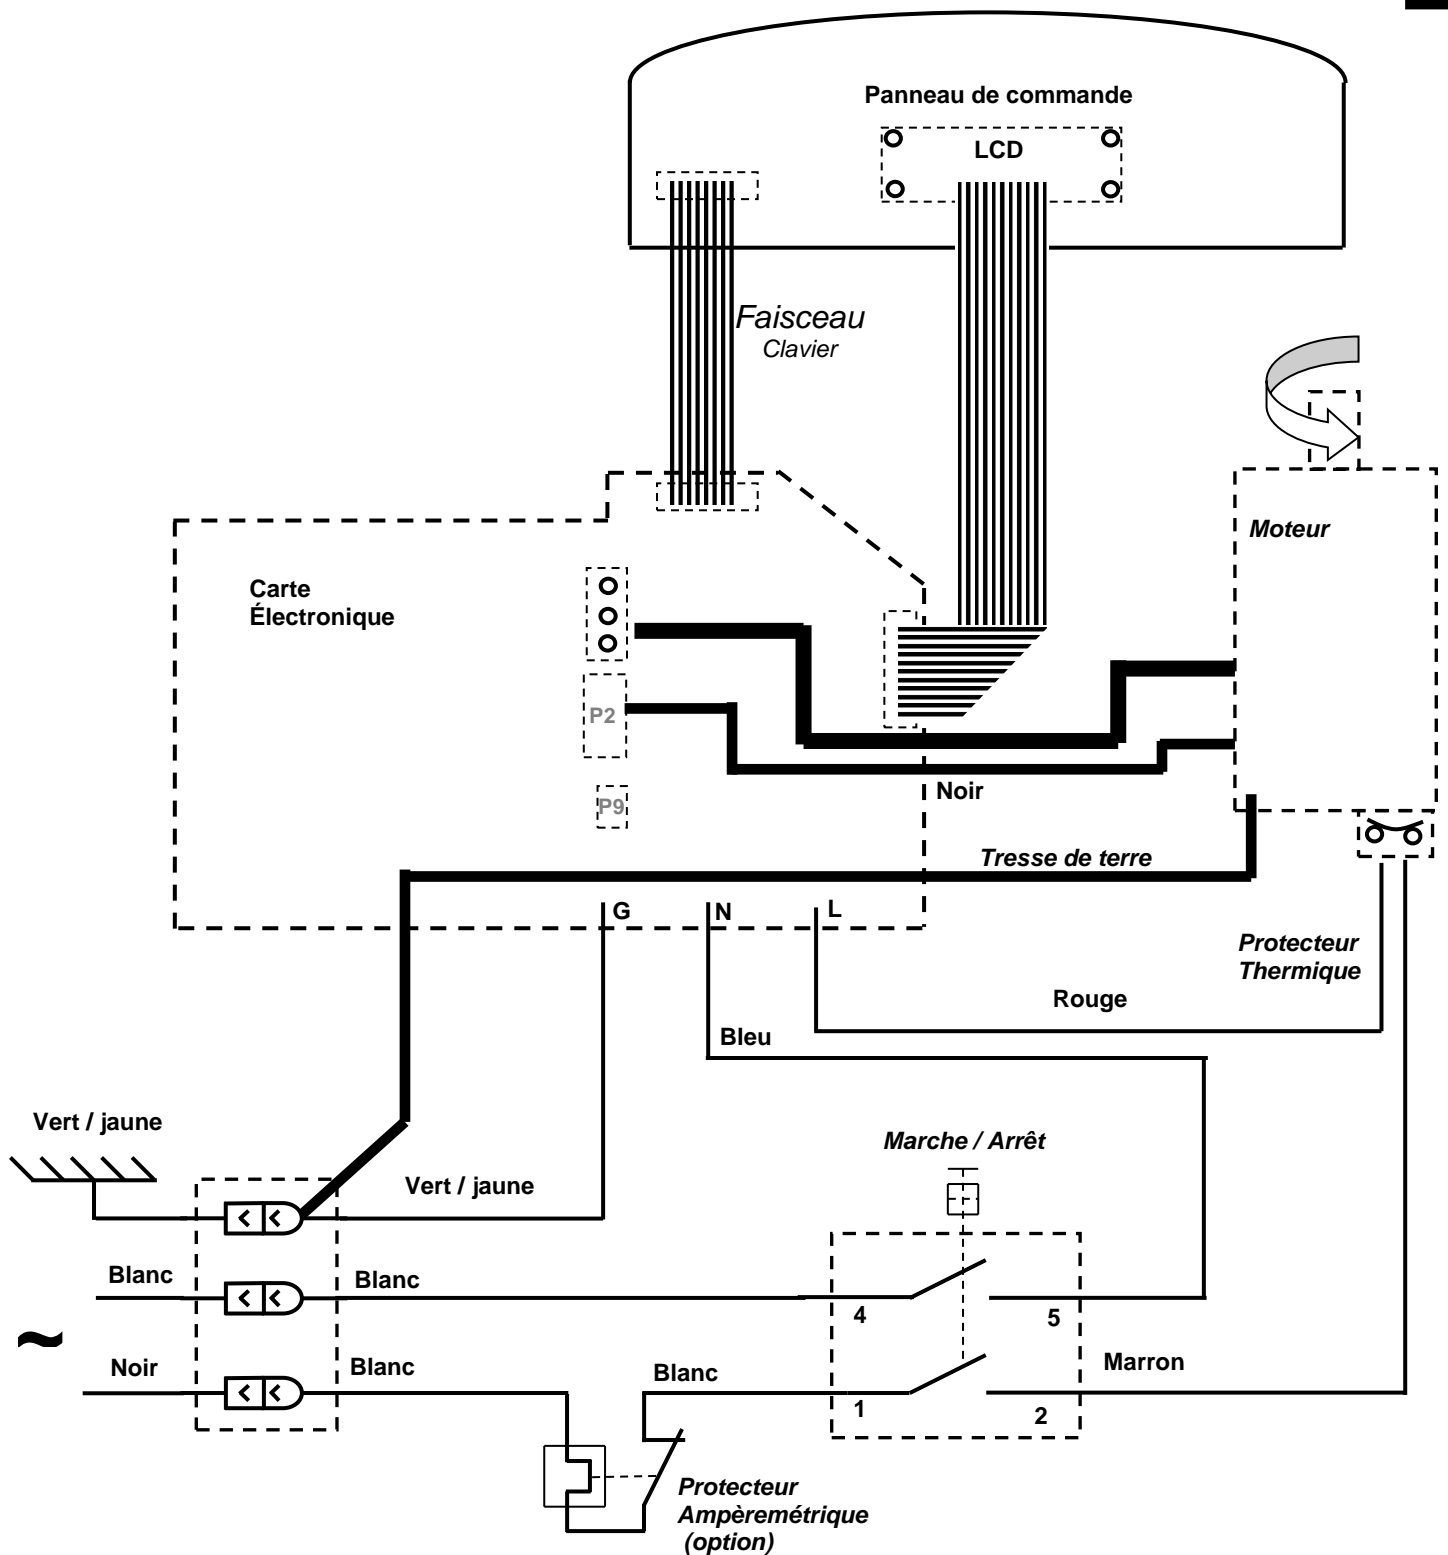 Panneau de commande
LCD
Faisceau
Clavier
Moteur
Carte
Électronique
P2
Noir
P9
Tresse de terre
G
N
L
Protecteur
Thermique
Rouge
Bleu
Vert / jaune
Marche / Arrêt
Vert / jaune
Blanc
Blanc
4
5
~
Noir
Blanc
Blanc
Marron
1
2
Protecteur
Ampèremétrique
(option)